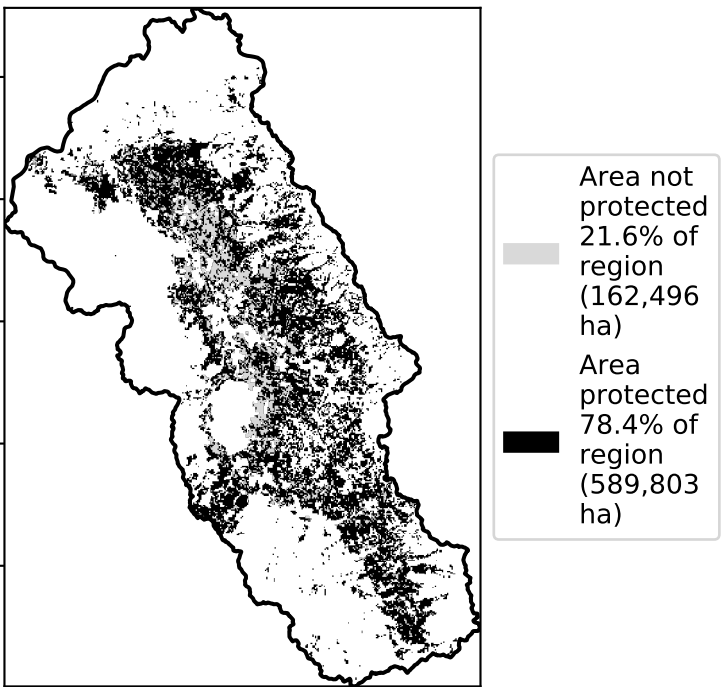 Area not
protected
21.6% of
region
(162,496
ha)
Area
protected
78.4% of
region
(589,803
ha)